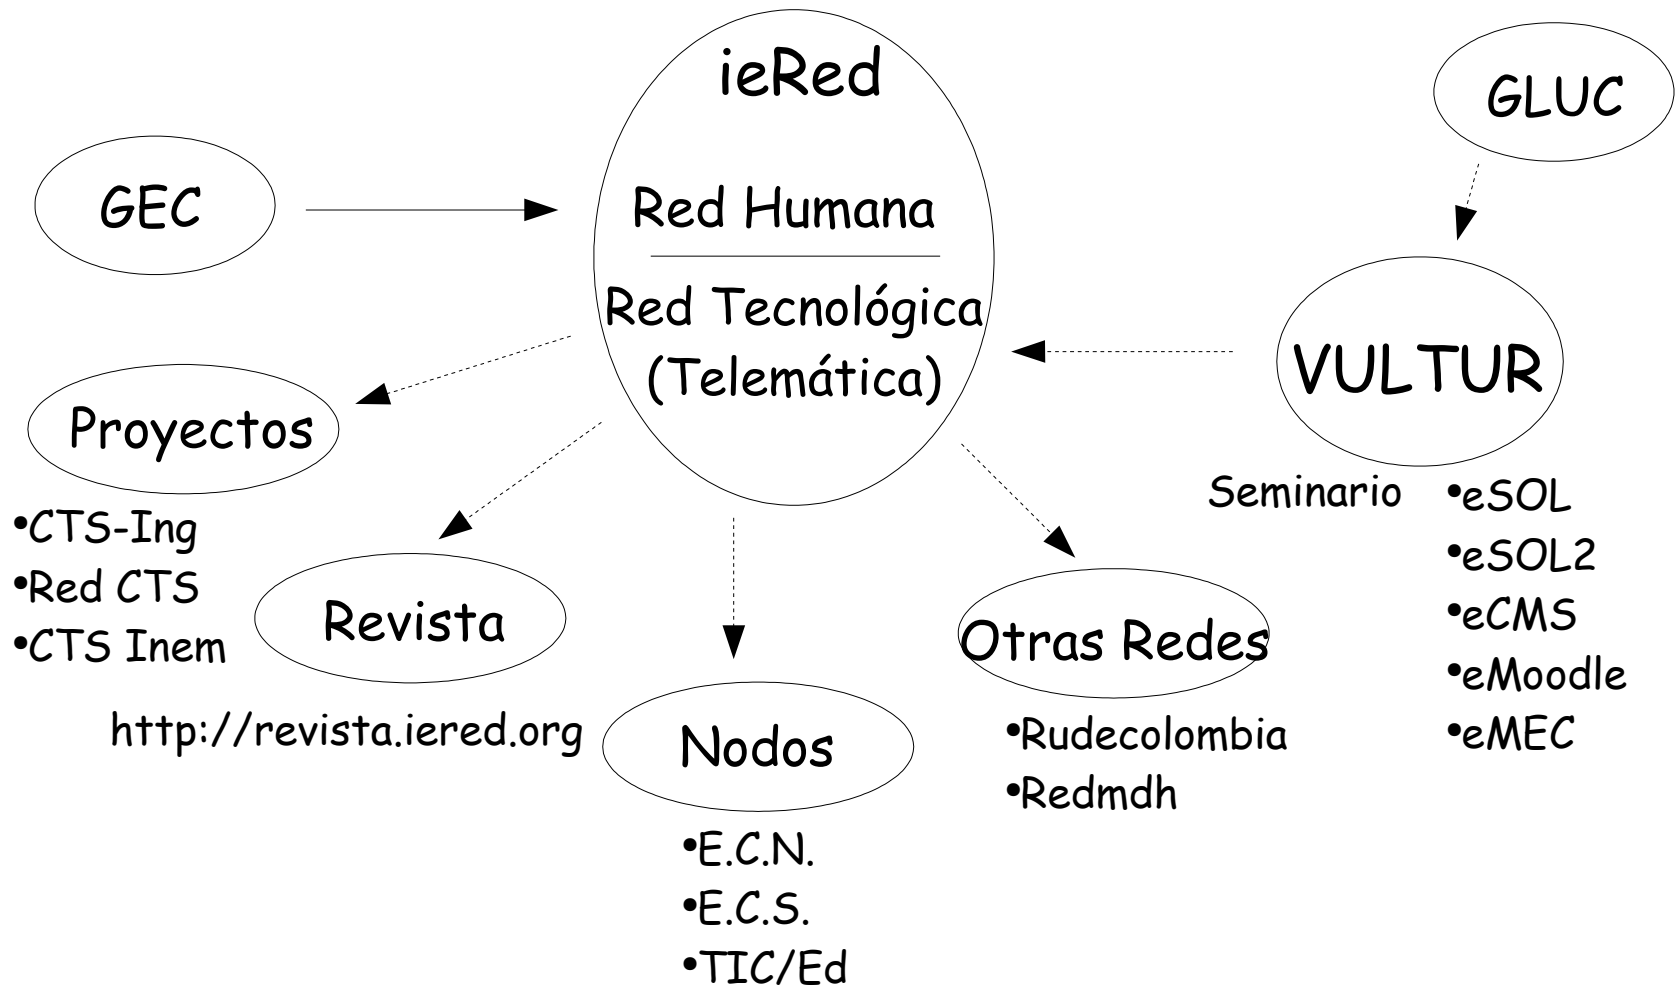 ieRed
Red Humana
Red Tecnológica
(Telemática)
GEC
GLUC
VULTUR
Seminario
•eSOL
•eSOL2
•eCMS
•eMoodle
•eMEC
Proyectos
•CTS-Ing
•Red CTS
•CTS Inem
Revista
http://revista.iered.org
Nodos
•E.C.N.
•E.C.S.
•TIC/Ed
Otras Redes
•Rudecolombia
•Redmdh